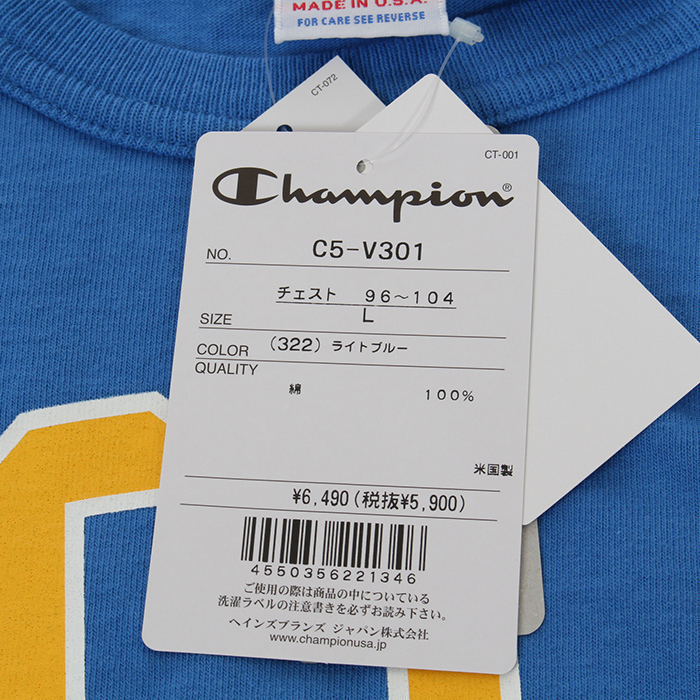 MADE IN U.S.A.
FOR CARE SEE REVERSE
CT-072
CT-001
Champion®
NO. C5-V301
チェスト 96～104
SIZE L
COLOR (322)ライトブルー
QUALITY
綿 100%
米国製
¥6,490(税抜¥5,900)
4550356221346
ご使用の際は商品の中についている
洗濯ラベルの注意書きを必ずお読み下さい。
ヘインズブランズ ジャパン株式会社
www.championusa.jp